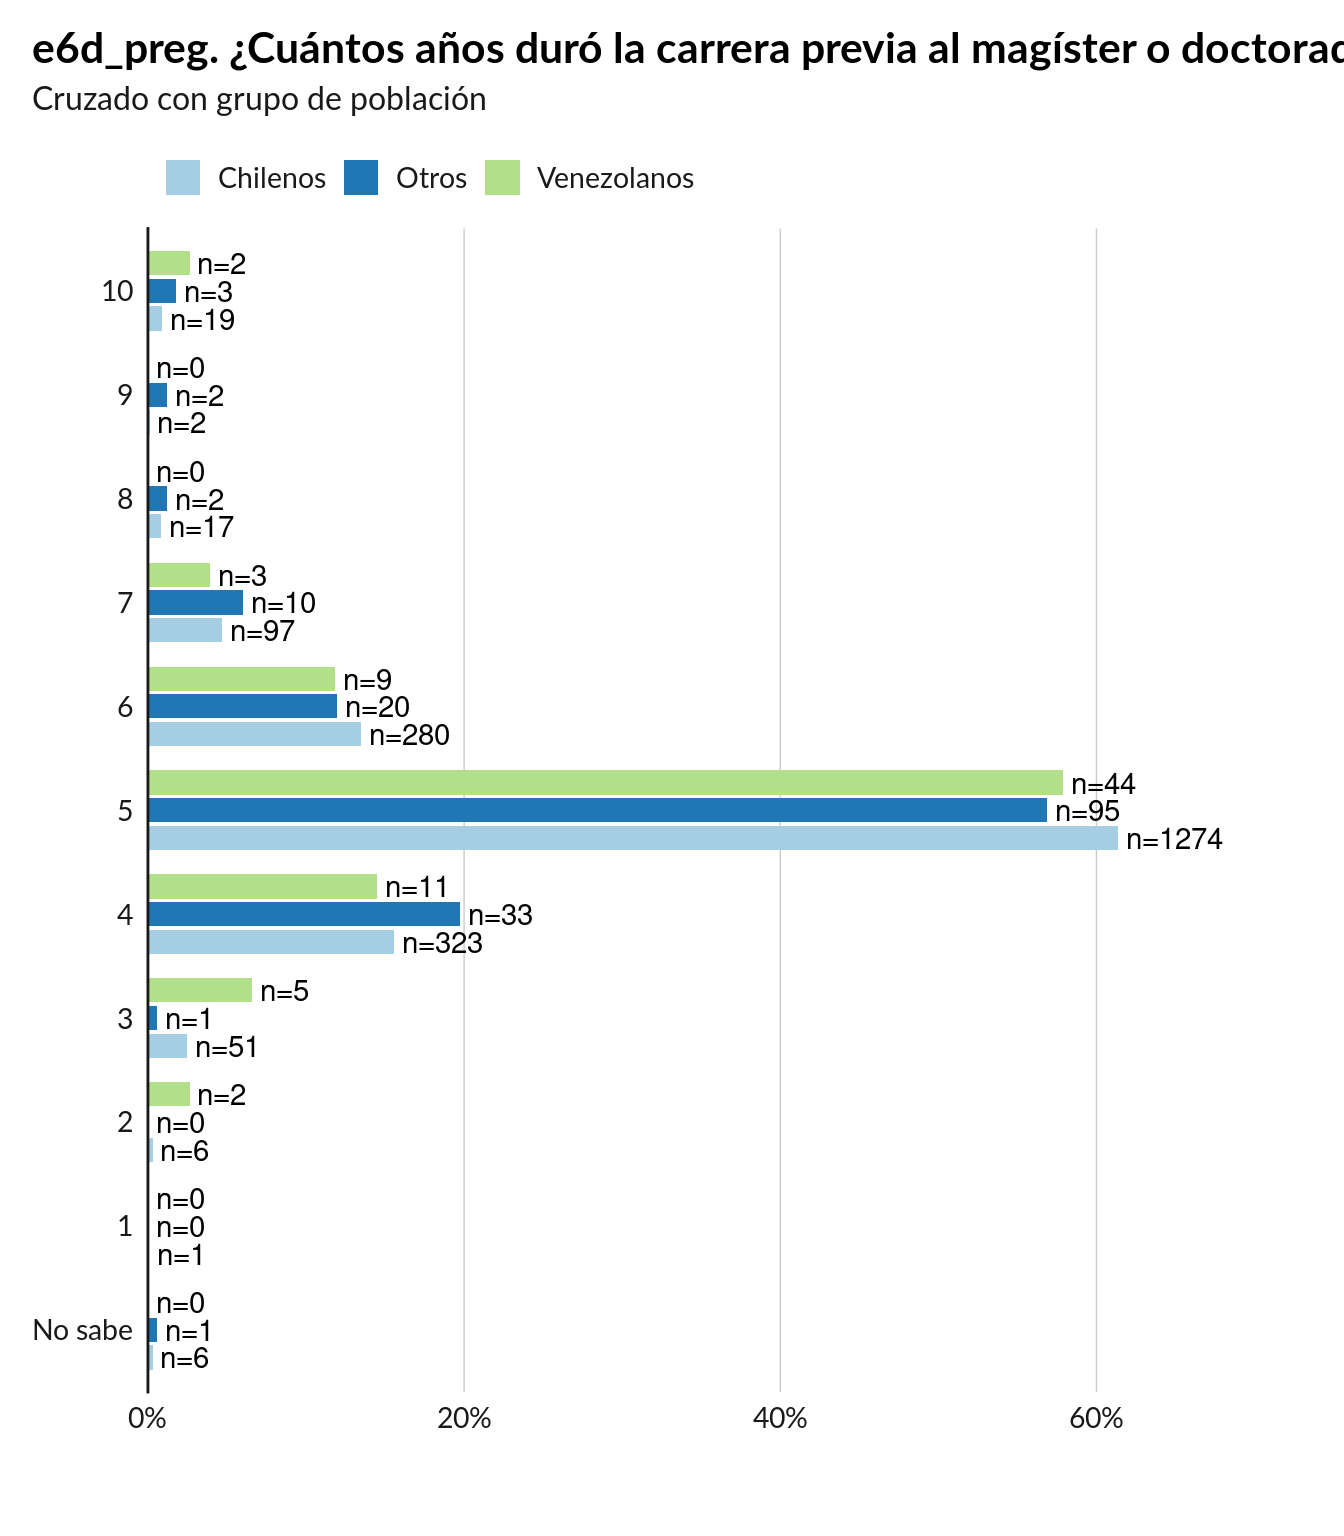 e6d_preg. ¿Cuántos años duró la carrera previa al magíster o doctorad
Cruzado con grupo de población
Chilenos Otros Venezolanos
n=2
10 n=3
n=19
n=0
9 n=2
n=2
n=0
8 n=2
n=17
n=3
7 n=10
n=97
n=9
6 n=20
n=280
n=44
5 n=95
n=1274
n=11
4 n=33
n=323
n=5
3 n=1
n=51
n=2
2 n=0
n=6
n=0
1 n=0
n=1
n=0
No sabe n=1
n=6
0% 20% 40% 60%